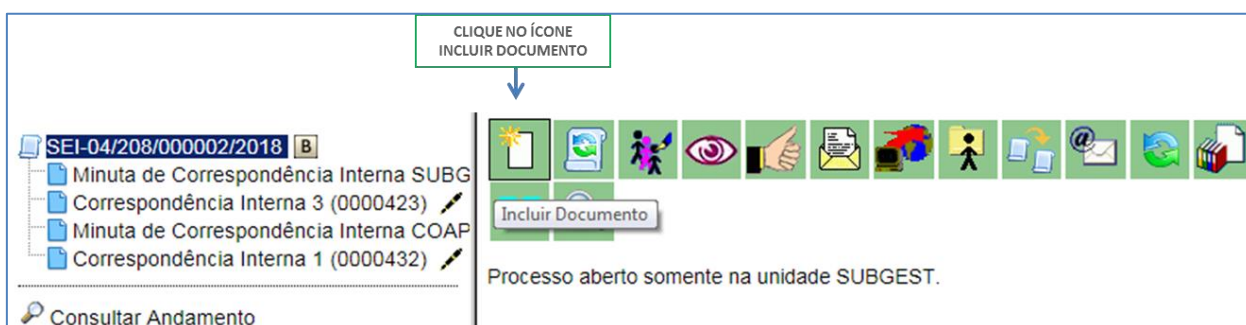 CLIQUE NO ÍCONE
INCLUIR DOCUMENTO
SEI-04/208/000002/2018 B
Minuta de Correspondência Interna SUBG
Correspondência Interna 3 (0000423)
Minuta de Correspondência Interna COAP
Correspondência Interna 1 (0000432)
Consultar Andamento
Incluir Documento
Processo aberto somente na unidade SUBGEST.